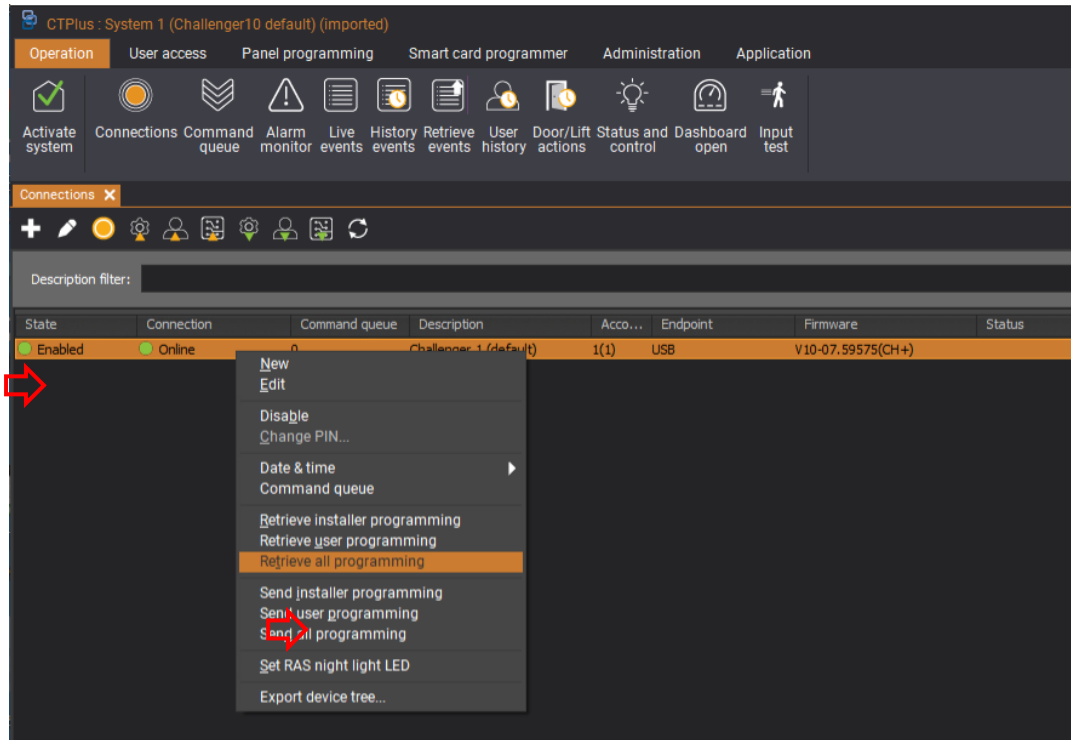 CTPlus : System 1 (Challenger10 default) (imported)
Operation User access Panel programming Smart card programmer Administration Application
Activate system
Connections
Command queue
Alarm monitor
Live events
History events
Retrieve events
User history
Door/Lift actions
Status and control
Dashboard open
Input test
Connections
Description filter:
State Connection Command queue Description Acco... Endpoint Firmware Status
Enabled Online 0 Challenger 1 (default) 1(1) USB V10-07.59575(CH+)
New
Edit
Disable
Change PIN...
Date & time
Command queue
Retrieve installer programming
Retrieve user programming
Retrieve all programming
Send installer programming
Send user programming
Send all programming
Set RAS night light LED
Export device tree...